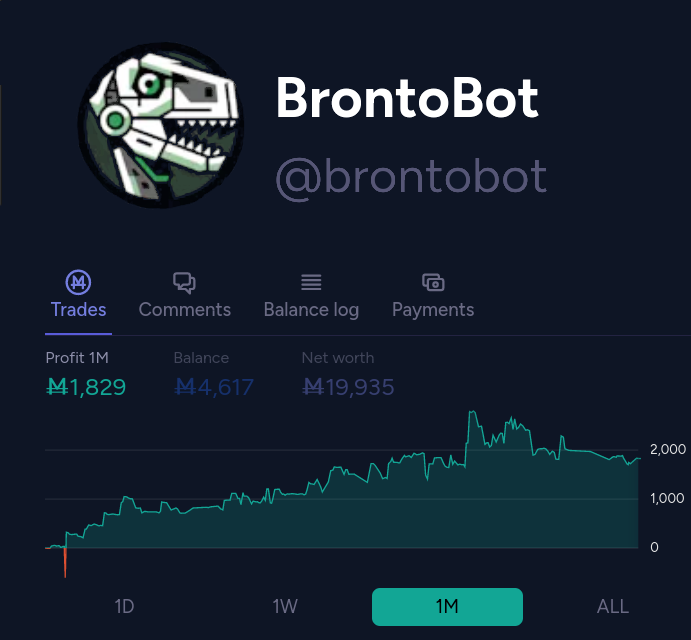 BrontoBot
@brontobot
Trades Comments Balance log Payments
Profit 1M Balance Net worth
Ṁ1,829 Ṁ4,617 Ṁ19,935
2,000
1,000
0
1D 1W 1M ALL